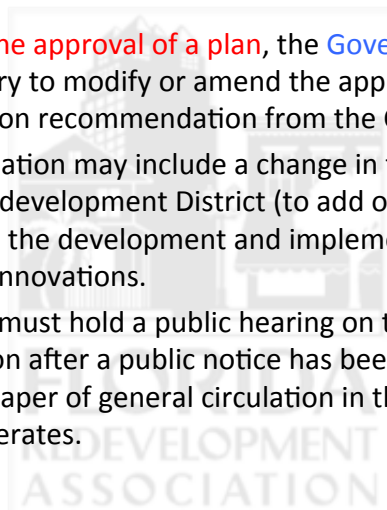 ne approval of a plan, the Gove
ry to modify or amend the app
on recommendation from the
ation may include a change in
development District (to add o
the development and impleme
nnovations.
must hold a public hearing on t
on after a public notice has been
aper of general circulation in th
erates.
FLORIDA
REDEVELOPMENT
ASSOCIATION